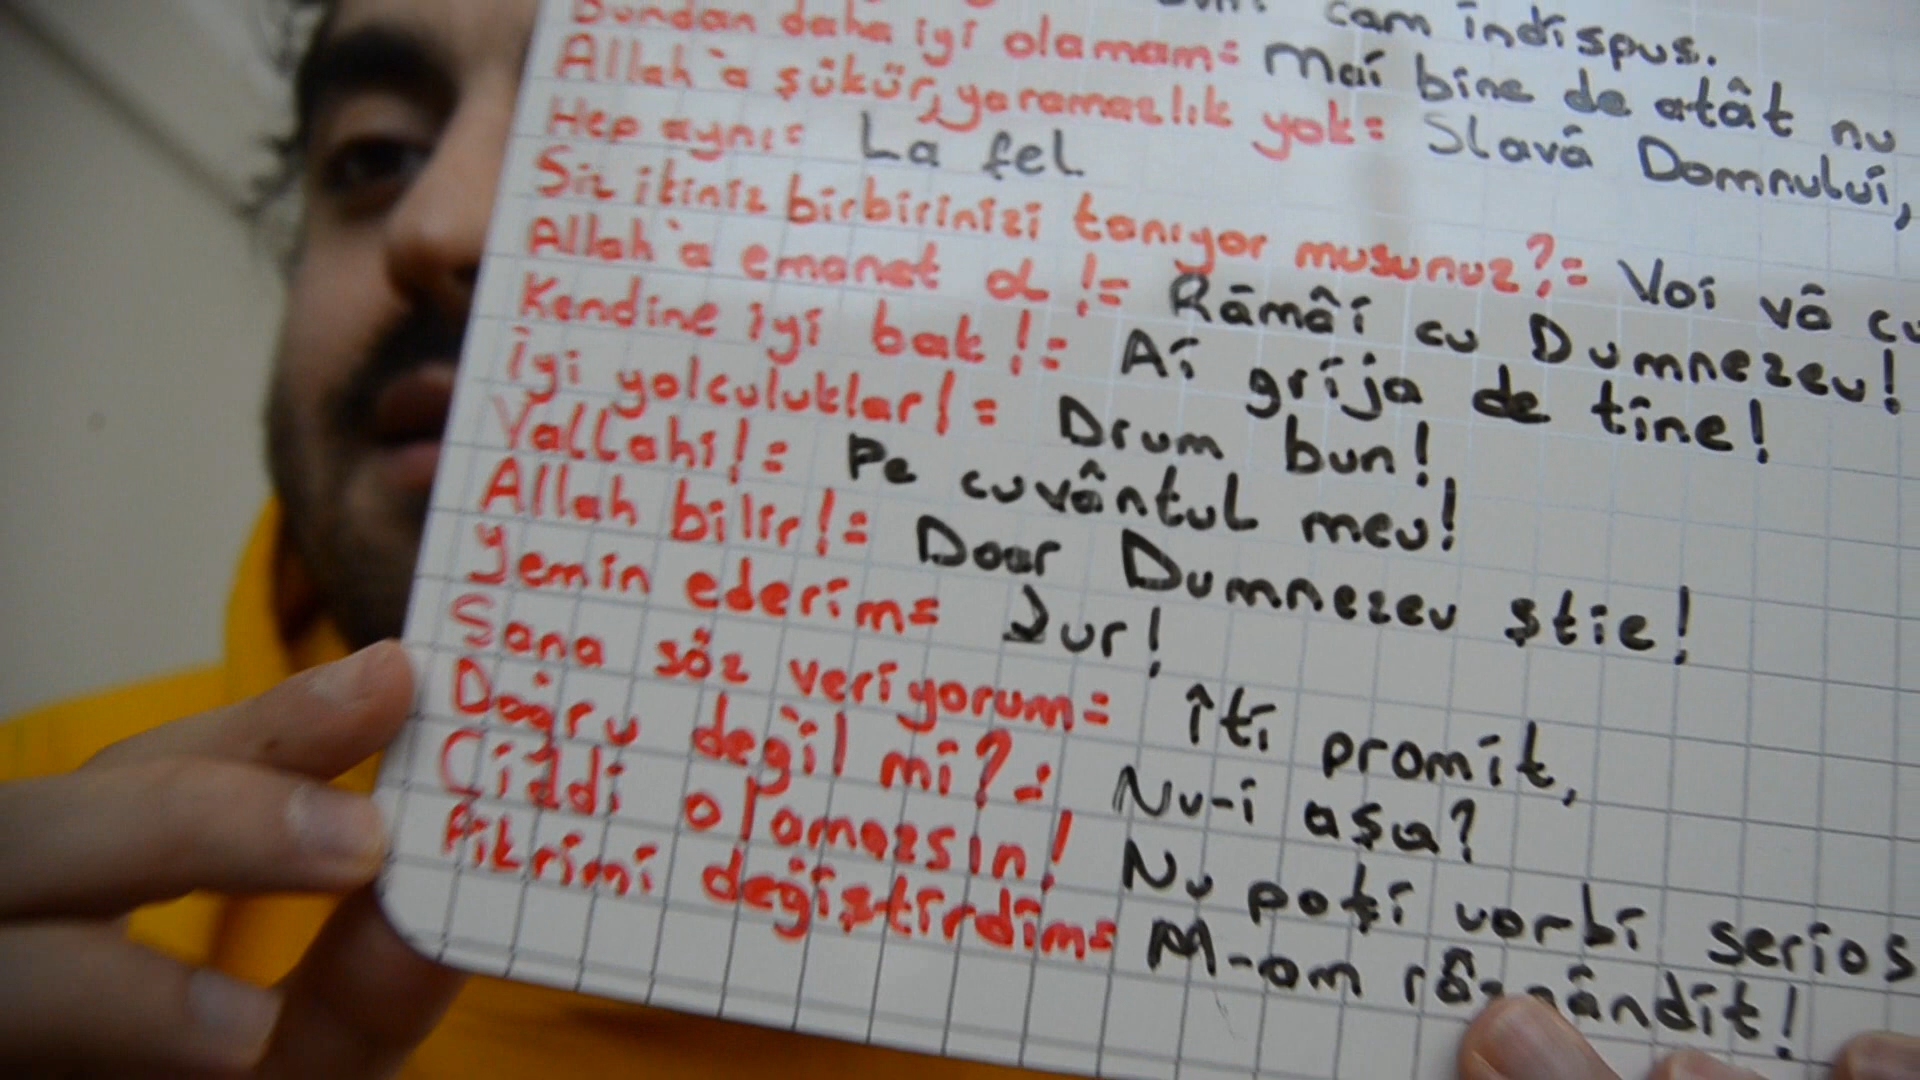 cam indispus.
Bundan daha iyi olamam= Mai bine de atât nu
Allah'a şükür, yaramazlık yok= Slavă Domnului,
Hep aynı= La fel
Siz ikiniz birbirinizi tanıyor musunuz?= Voi vă cu
Allah'a emanet ol!= Rămâi cu Dumnezeu!
Kendine iyi bak!= Ai grija de tine!
İyi yolculuklar!= Drum bun!
Vallahi!= Pe cuvântul meu!
Allah bilir!= Doar Dumnezeu ştie!
Yemin ederim= Jur!
Sana söz veriyorum= îti promit,
Doğru değil mi?= Nu-i aşa?
Ciddi olamazsın! Nu poţi vorbi serios
Fikrimi değiştirdim= M-am